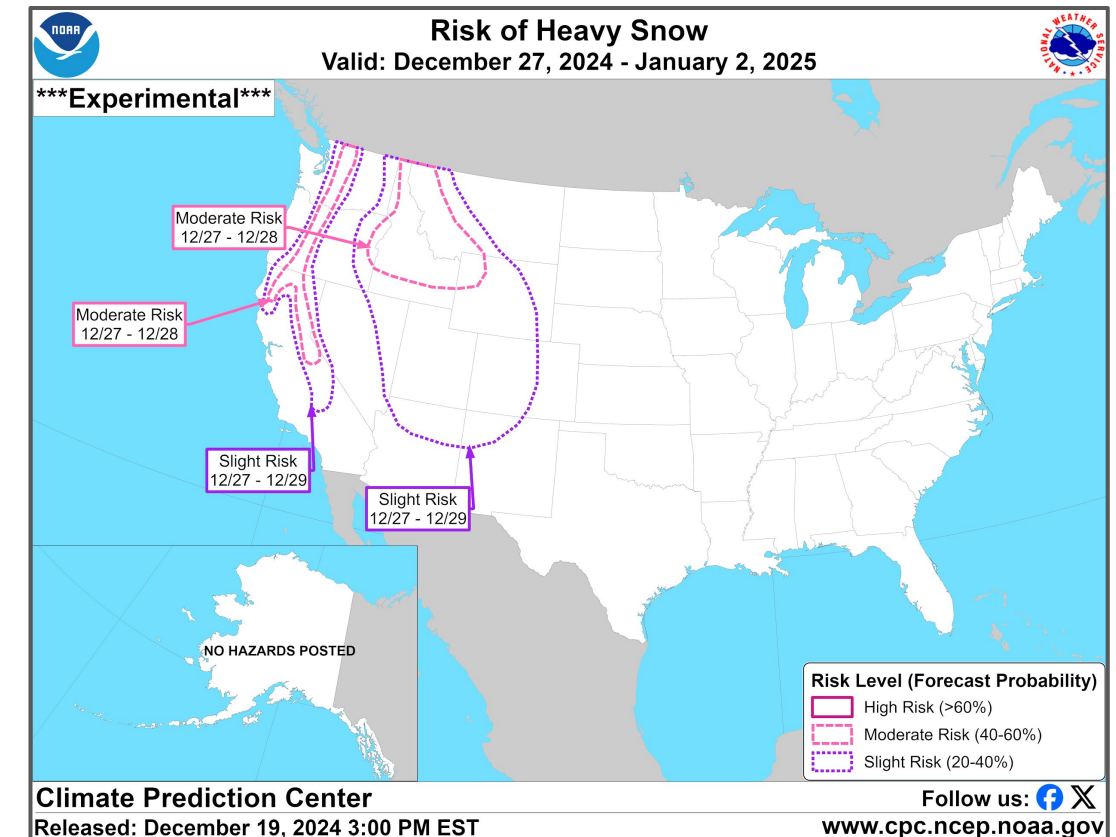 NOAA
Risk of Heavy Snow
Valid: December 27, 2024 - January 2, 2025
NATIONAL WEATHER SERVICE
***Experimental***
Moderate Risk
12/27 - 12/28
Moderate Risk
12/27 - 12/28
Slight Risk
12/27 - 12/29
Slight Risk
12/27 - 12/29
NO HAZARDS POSTED
Risk Level (Forecast Probability)
High Risk (>60%)
Moderate Risk (40-60%)
Slight Risk (20-40%)
Climate Prediction Center
Follow us:
Released: December 19, 2024 3:00 PM EST
www.cpc.ncep.noaa.gov